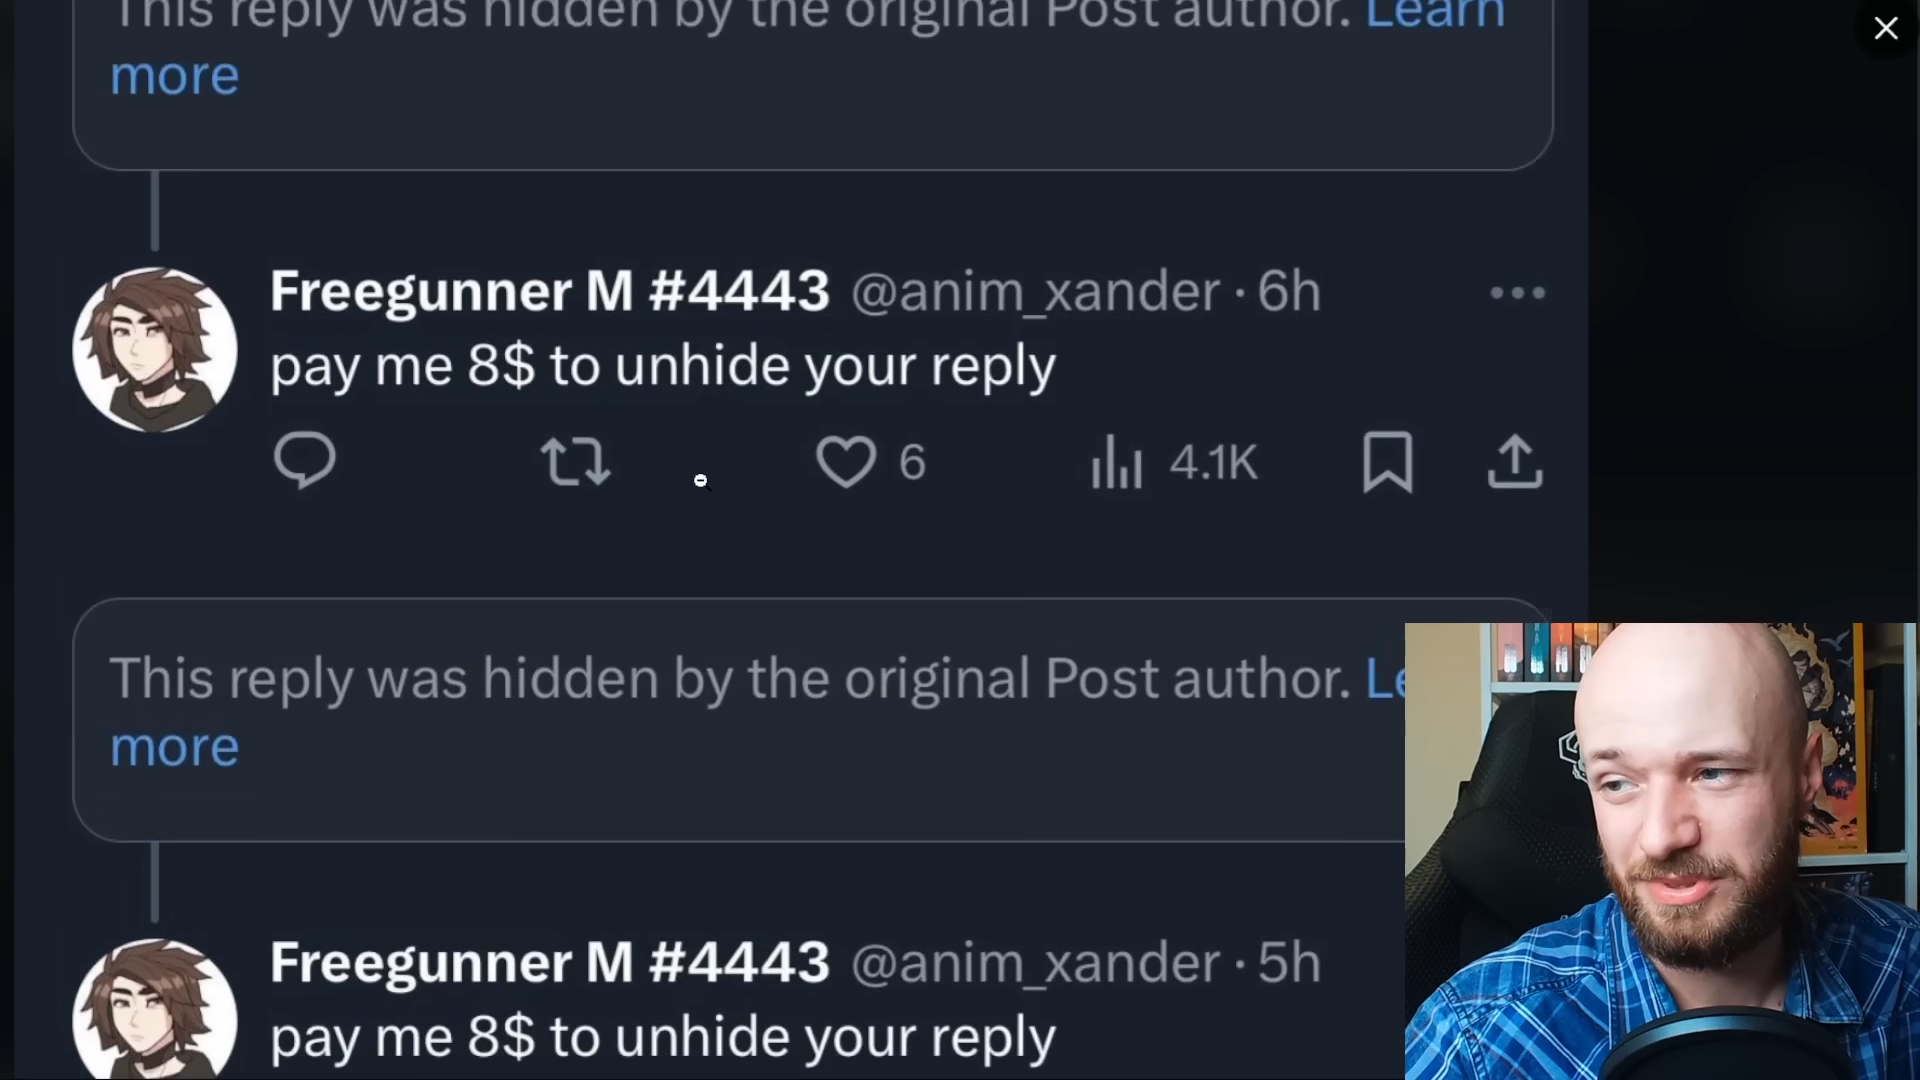 This reply was hidden by the original Post author. Learn
more
Freegunner M #4443 @anim_xander · 6h
pay me 8$ to unhide your reply
6 4.1K
This reply was hidden by the original Post author. Le
more
Freegunner M #4443 @anim_xander · 5h
pay me 8$ to unhide your reply